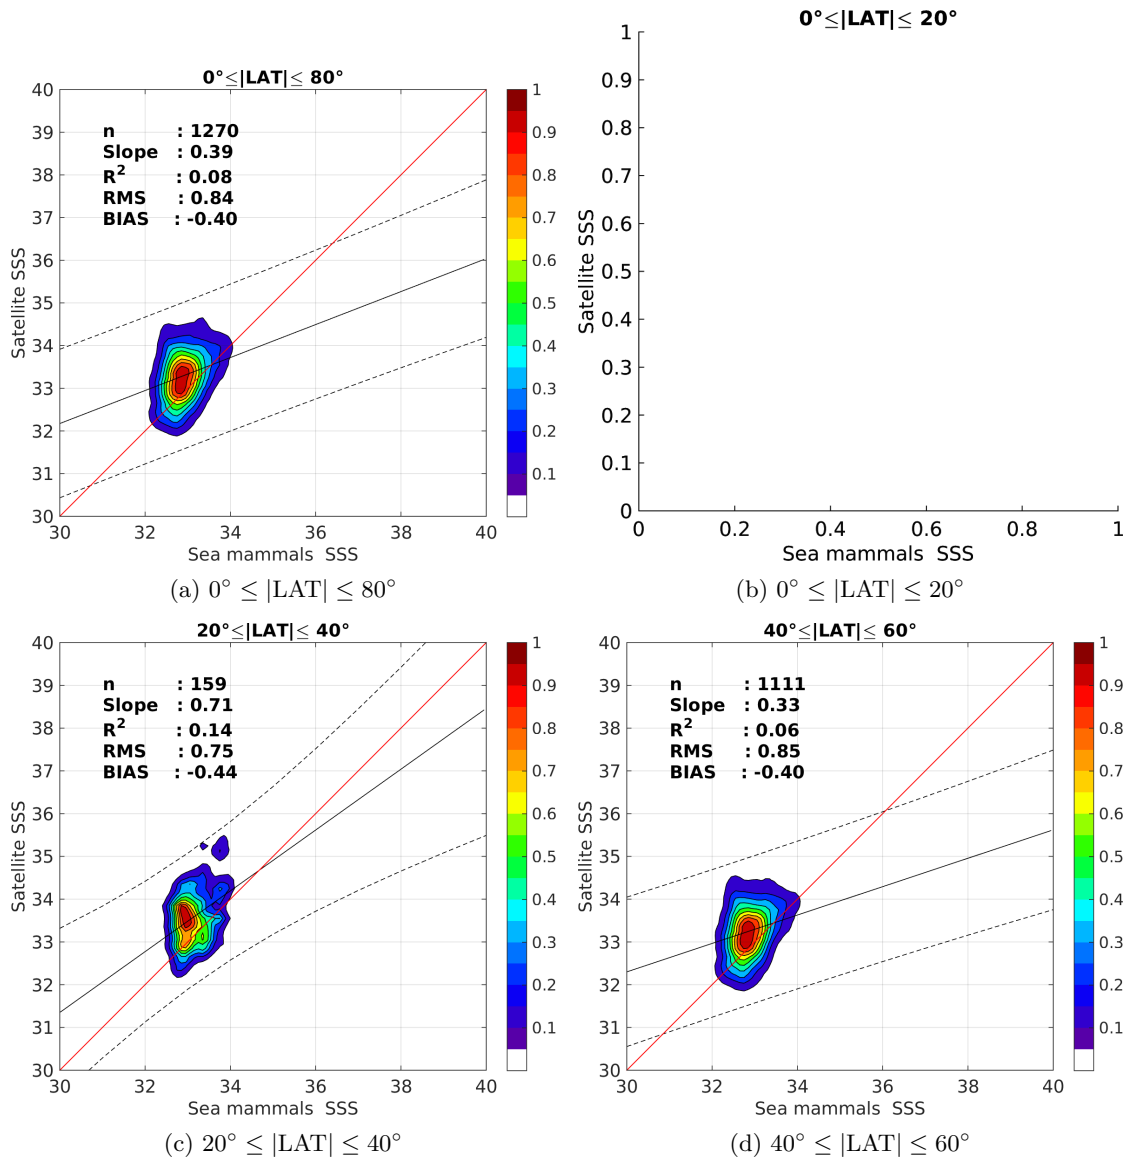 0°≤|LAT|≤ 80°
40
39
38
37
36
35
34
33
32
31
30
n : 1270
Slope : 0.39
R2 : 0.08
RMS : 0.84
BIAS : -0.40
30 32 34 36 38 40
Satellite SSS
Sea mammals SSS
1
0.9
0.8
0.7
0.6
0.5
0.4
0.3
0.2
0.1
(a) 0° ≤ |LAT| ≤ 80°
0°≤|LAT|≤ 20°
1
0.9
0.8
0.7
0.6
0.5
0.4
0.3
0.2
0.1
0
0 0.2 0.4 0.6 0.8 1
Satellite SSS
Sea mammals SSS
(b) 0° ≤ |LAT| ≤ 20°
20°≤|LAT|≤ 40°
40
39
38
37
36
35
34
33
32
31
30
n : 159
Slope : 0.71
R2 : 0.14
RMS : 0.75
BIAS : -0.44
30 32 34 36 38 40
Satellite SSS
Sea mammals SSS
1
0.9
0.8
0.7
0.6
0.5
0.4
0.3
0.2
0.1
(c) 20° ≤ |LAT| ≤ 40°
40°≤|LAT|≤ 60°
40
39
38
37
36
35
34
33
32
31
30
n : 1111
Slope : 0.33
R2 : 0.06
RMS : 0.85
BIAS : -0.40
30 32 34 36 38 40
Satellite SSS
Sea mammals SSS
1
0.9
0.8
0.7
0.6
0.5
0.4
0.3
0.2
0.1
(d) 40° ≤ |LAT| ≤ 60°